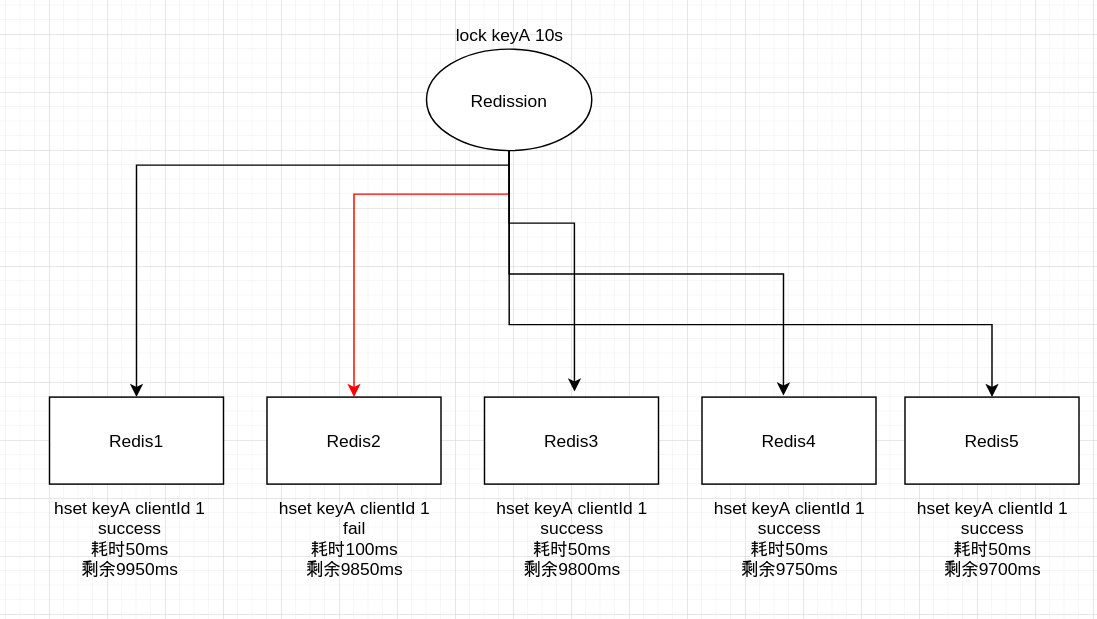 lock keyA 10s
Redission
Redis1
Redis2
Redis3
Redis4
Redis5
hset keyA clientId 1
success
耗时50ms
剩余9950ms
hset keyA clientId 1
fail
耗时100ms
剩余9850ms
hset keyA clientId 1
success
耗时50ms
剩余9800ms
hset keyA clientId 1
success
耗时50ms
剩余9750ms
hset keyA clientId 1
success
耗时50ms
剩余9700ms